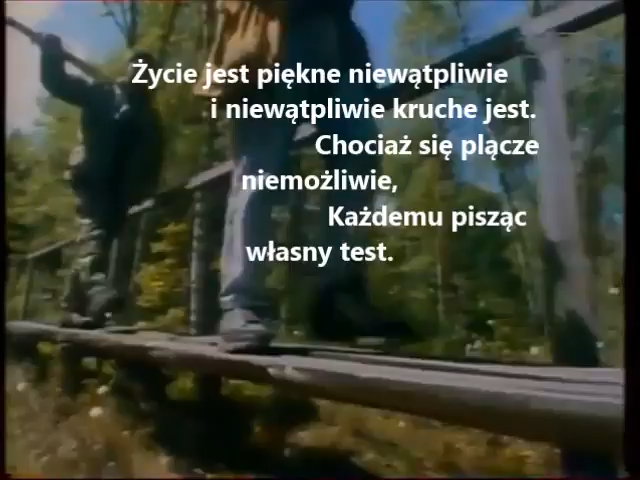 Życie jest piękne niewątpliwie
i niewątpliwie kruche jest.
Chociaż się plącze
niemożliwie,
Każdemu pisząc
własny test.